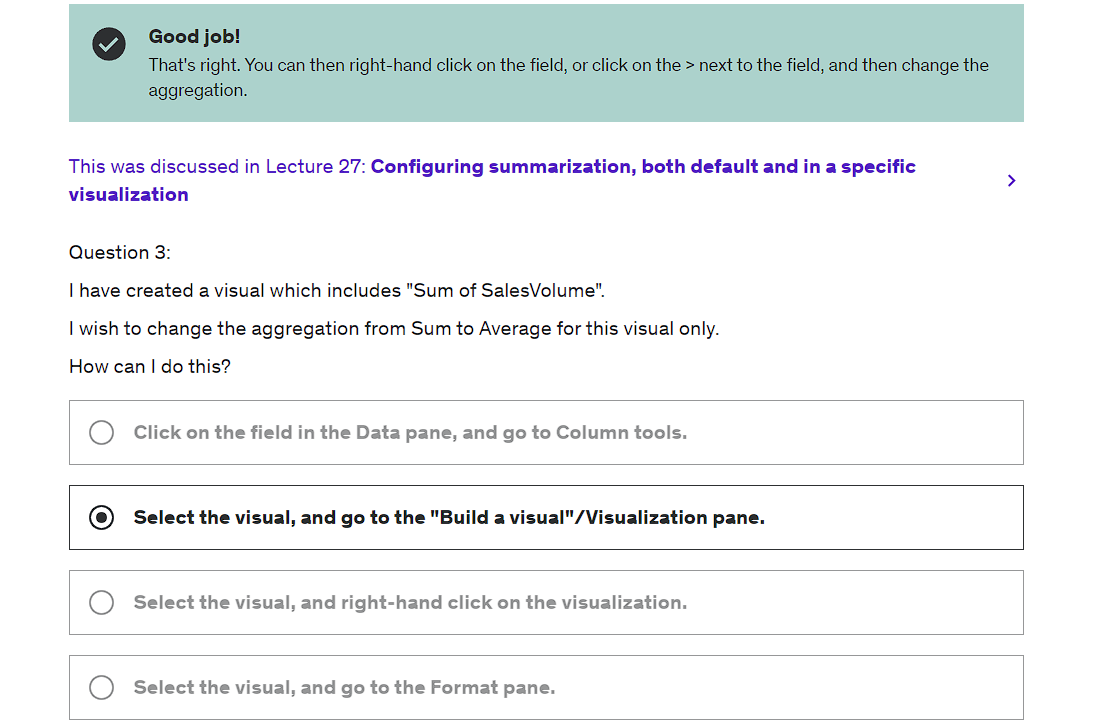 Good job!
That's right. You can then right-hand click on the field, or click on the > next to the field, and then change the
aggregation.
This was discussed in Lecture 27: Configuring summarization, both default and in a specific
visualization
Question 3:
I have created a visual which includes "Sum of SalesVolume".
I wish to change the aggregation from Sum to Average for this visual only.
How can I do this?
Click on the field in the Data pane, and go to Column tools.
Select the visual, and go to the "Build a visual"/Visualization pane.
Select the visual, and right-hand click on the visualization.
Select the visual, and go to the Format pane.